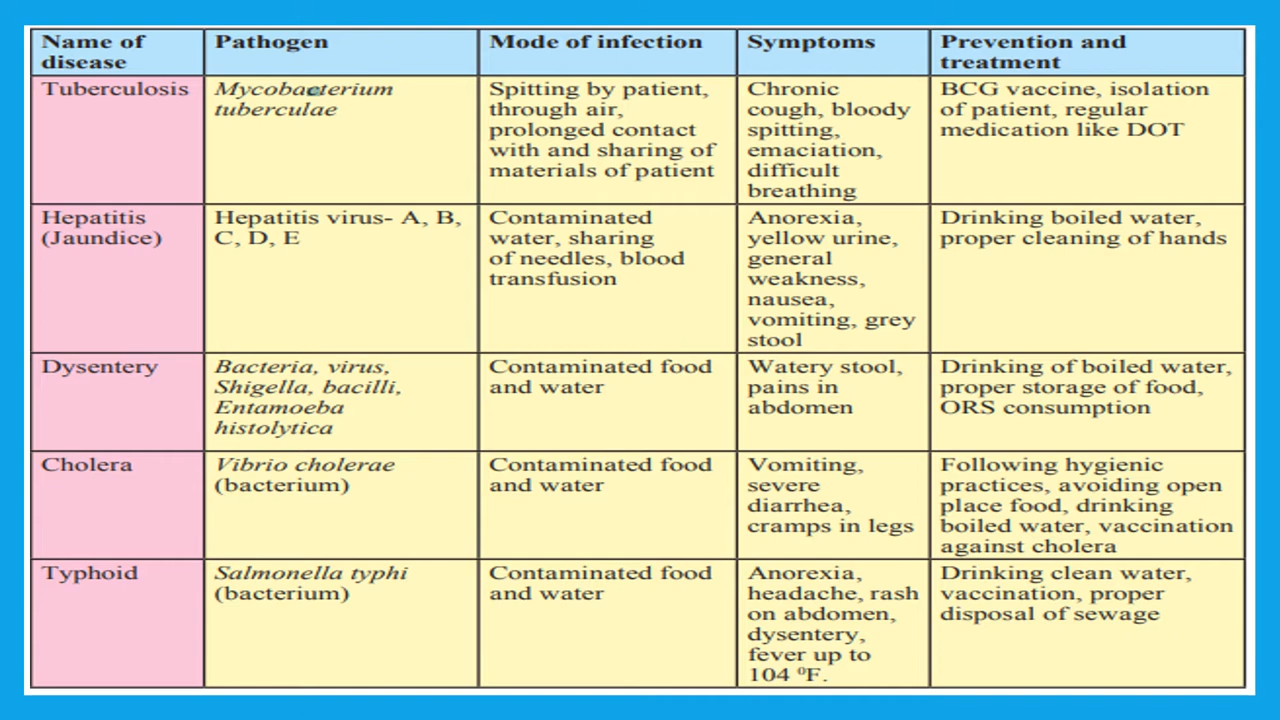 Name of
disease
Pathogen
Mode of infection
Symptoms
Prevention and
treatment
Tuberculosis
Mycobacterium
tuberculae
Spitting by patient,
through air,
prolonged contact
with and sharing of
materials of patient
Chronic
cough, bloody
spitting,
emaciation,
difficult
breathing
BCG vaccine, isolation
of patient, regular
medication like DOT
Hepatitis
(Jaundice)
Hepatitis virus- A, B,
C, D, E
Contaminated
water, sharing
of needles, blood
transfusion
Anorexia,
yellow urine,
general
weakness,
nausea,
vomiting, grey
stool
Drinking boiled water,
proper cleaning of hands
Dysentery
Bacteria, virus,
Shigella, bacilli,
Entamoeba
histolytica
Contaminated food
and water
Watery stool,
pains in
abdomen
Drinking of boiled water,
proper storage of food,
ORS consumption
Cholera
Vibrio cholerae
(bacterium)
Contaminated food
and water
Vomiting,
severe
diarrhea,
cramps in legs
Following hygienic
practices, avoiding open
place food, drinking
boiled water, vaccination
against cholera
Typhoid
Salmonella typhi
(bacterium)
Contaminated food
and water
Anorexia,
headache, rash
on abdomen,
dysentery,
fever up to
104 ⁰F.
Drinking clean water,
vaccination, proper
disposal of sewage